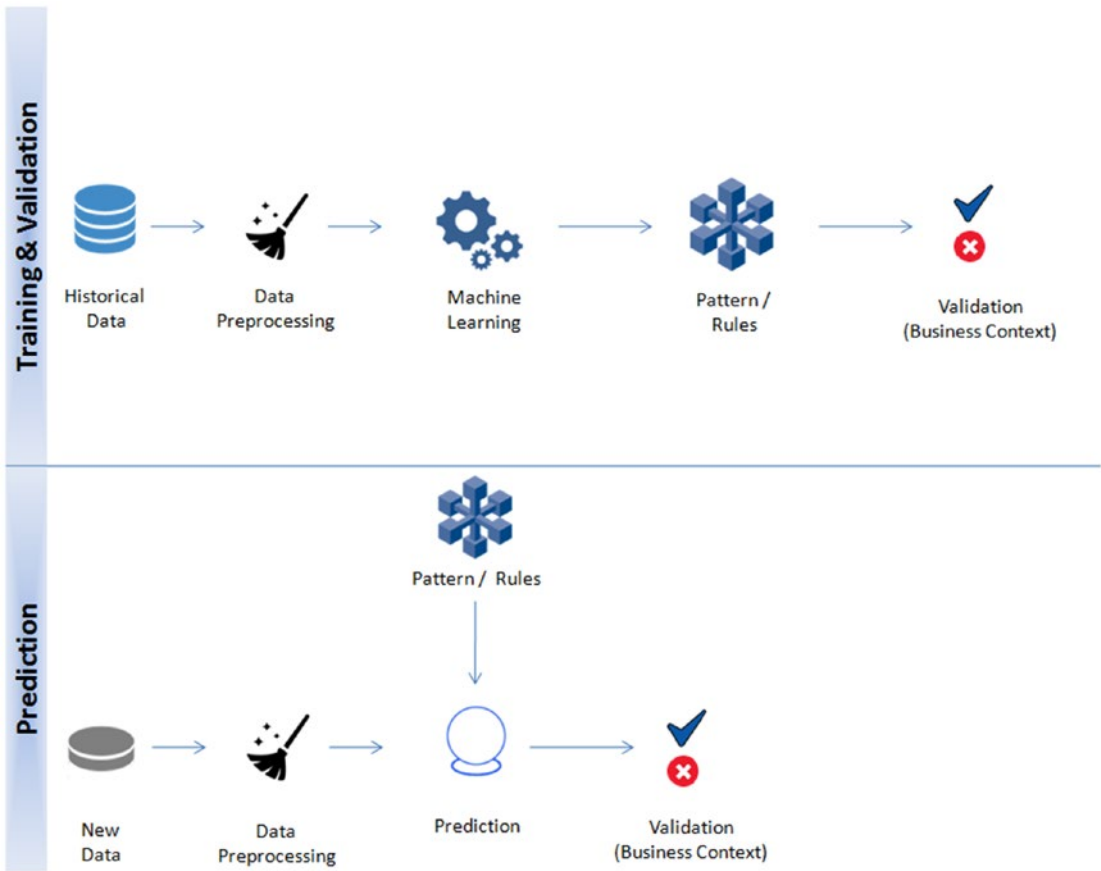 Training & Validation
Historical
Data
Data
Preprocessing
Machine
Learning
Pattern /
Rules
Validation
(Business Context)
Prediction
Pattern / Rules
New
Data
Data
Preprocessing
Prediction
Validation
(Business Context)